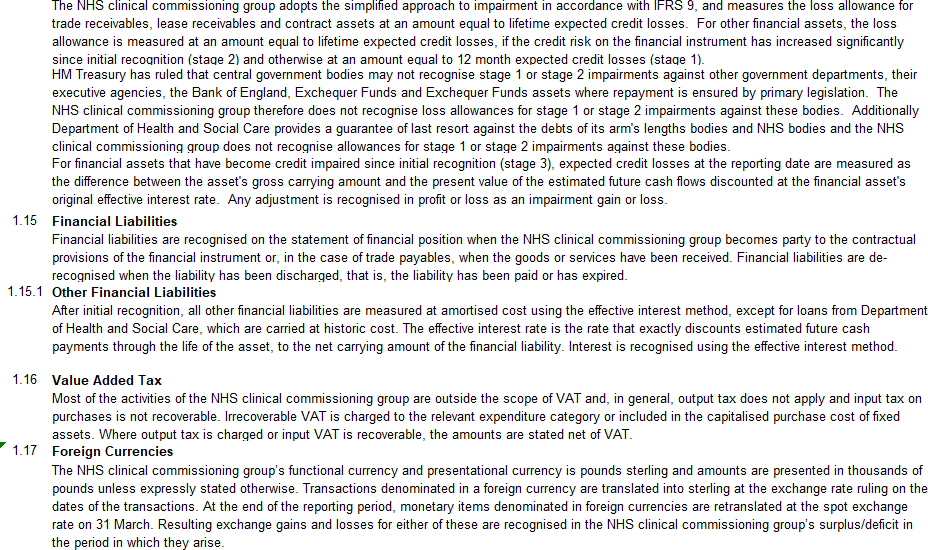 The NHS clinical commissioning group adopts the simplified approach to impairment in accordance with IFRS 9, and measures the loss allowance for
trade receivables, lease receivables and contract assets at an amount equal to lifetime expected credit losses. For other financial assets, the loss
allowance is measured at an amount equal to lifetime expected credit losses, if the credit risk on the financial instrument has increased significantly
since initial recognition (stage 2) and otherwise at an amount equal to 12 month expected credit losses (stage 1).
HM Treasury has ruled that central government bodies may not recognise stage 1 or stage 2 impairments against other government departments, their
executive agencies, the Bank of England, Exchequer Funds and Exchequer Funds assets where repayment is ensured by primary legislation. The
NHS clinical commissioning group therefore does not recognise loss allowances for stage 1 or stage 2 impairments against these bodies. Additionally
Department of Health and Social Care provides a guarantee of last resort against the debts of its arm's lengths bodies and NHS bodies and the NHS
clinical commissioning group does not recognise allowances for stage 1 or stage 2 impairments against these bodies.
For financial assets that have become credit impaired since initial recognition (stage 3), expected credit losses at the reporting date are measured as
the difference between the asset's gross carrying amount and the present value of the estimated future cash flows discounted at the financial asset's
original effective interest rate. Any adjustment is recognised in profit or loss as an impairment gain or loss.
1.15 Financial Liabilities
Financial liabilities are recognised on the statement of financial position when the NHS clinical commissioning group becomes party to the contractual
provisions of the financial instrument or, in the case of trade payables, when the goods or services have been received. Financial liabilities are de-
recognised when the liability has been discharged, that is, the liability has been paid or has expired.
1.15.1 Other Financial Liabilities
After initial recognition, all other financial liabilities are measured at amortised cost using the effective interest method, except for loans from Department
of Health and Social Care, which are carried at historic cost. The effective interest rate is the rate that exactly discounts estimated future cash
payments through the life of the asset, to the net carrying amount of the financial liability. Interest is recognised using the effective interest method.
1.16 Value Added Tax
Most of the activities of the NHS clinical commissioning group are outside the scope of VAT and, in general, output tax does not apply and input tax on
purchases is not recoverable. Irrecoverable VAT is charged to the relevant expenditure category or included in the capitalised purchase cost of fixed
assets. Where output tax is charged or input VAT is recoverable, the amounts are stated net of VAT.
1.17 Foreign Currencies
The NHS clinical commissioning group's functional currency and presentational currency is pounds sterling and amounts are presented in thousands of
pounds unless expressly stated otherwise. Transactions denominated in a foreign currency are translated into sterling at the exchange rate ruling on the
dates of the transactions. At the end of the reporting period, monetary items denominated in foreign currencies are retranslated at the spot exchange
rate on 31 March. Resulting exchange gains and losses for either of these are recognised in the NHS clinical commissioning group's surplus/deficit in
the period in which they arise.